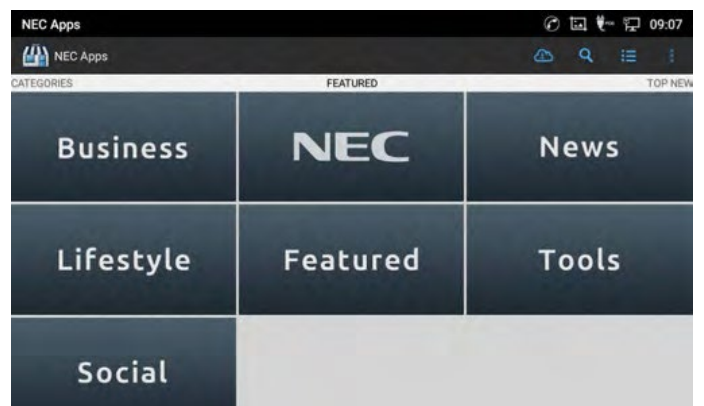 NEC Apps 09:07
NEC Apps
CATEGORIES FEATURED TOP NEW
Business NEC News
Lifestyle Featured Tools
Social